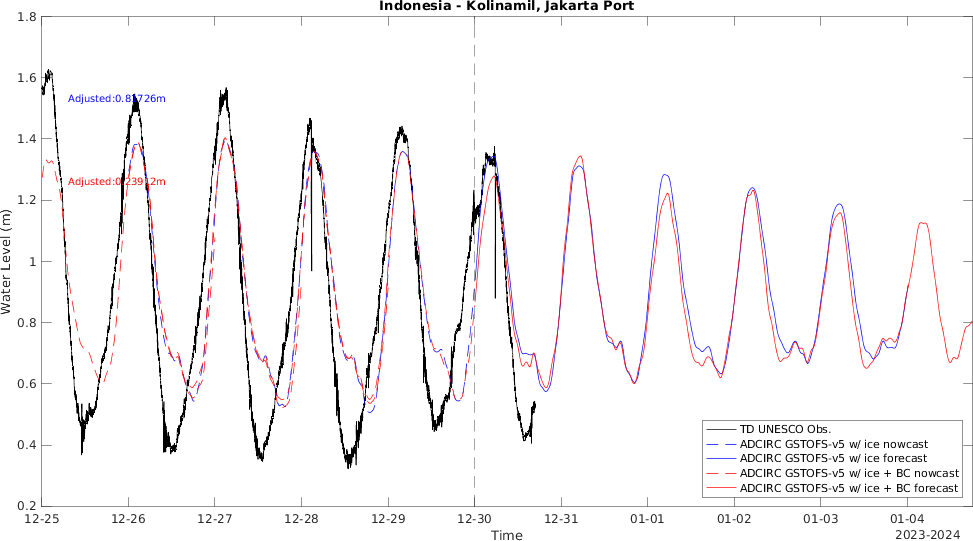 Indonesia - Kolinamil, Jakarta Port
1.8
1.6
1.4
1.2
1
0.8
0.6
0.4
0.2
Water Level (m)
Adjusted:0.81726m
TD UNESCO Obs.
ADCIRC GSTOFS-v5 w/ ice nowcast
ADCIRC GSTOFS-v5 w/ ice forecast
ADCIRC GSTOFS-v5 w/ ice + BC nowcast
ADCIRC GSTOFS-v5 w/ ice + BC forecast
12-25
12-26
12-27
12-28
12-29
12-30
12-31
01-01
01-02
01-03
01-04
Time
2023-2024